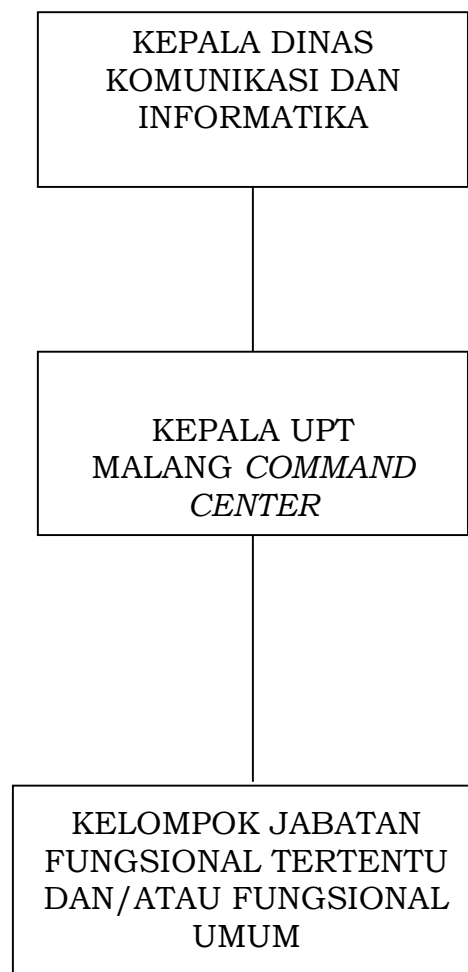 KEPALA DINAS
KOMUNIKASI DAN
INFORMATIKA
KEPALA UPT
MALANG COMMAND
CENTER
KELOMPOK JABATAN
FUNGSIONAL TERTENTU
DAN/ATAU FUNGSIONAL
UMUM